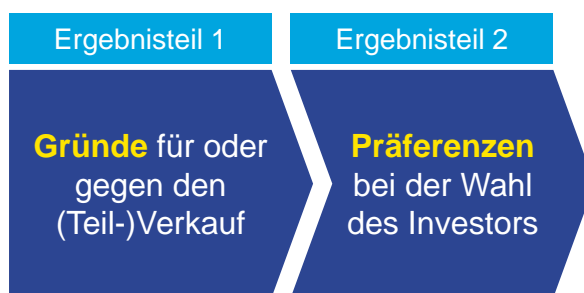 Ergebnisteil 1
Gründe für oder
gegen den
(Teil-)Verkauf
Ergebnisteil 2
Präferenzen
bei der Wahl
des Investors